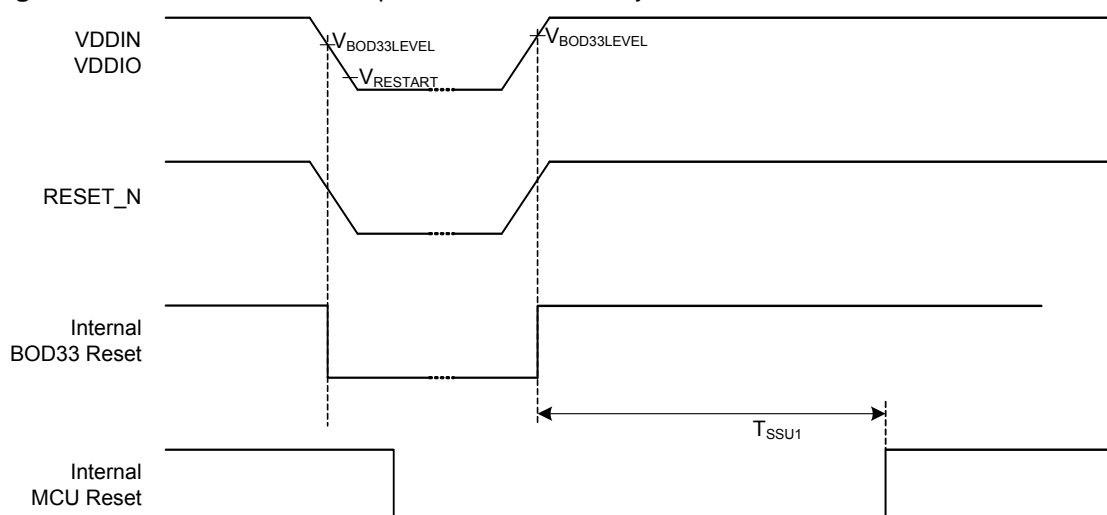 VDDIN
VDDIO
VBOD33LEVEL
VBOD33LEVEL
VRESTART
RESET_N
Internal
BOD33 Reset
TSSU1
Internal
MCU Reset